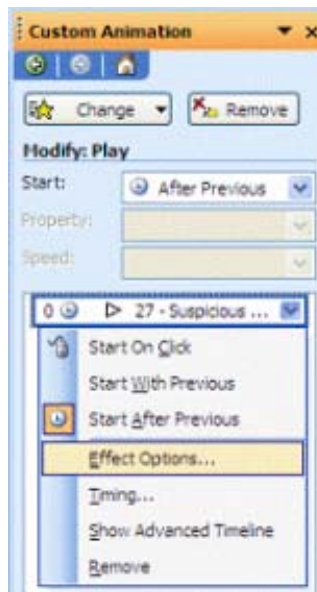 Custom Animation
Change
Remove
Modify: Play
Start:
After Previous
Property:
Speed:
0 27 - Suspicious ...
Start On Click
Start With Previous
Start After Previous
Effect Options...
Timing...
Show Advanced Timeline
Remove